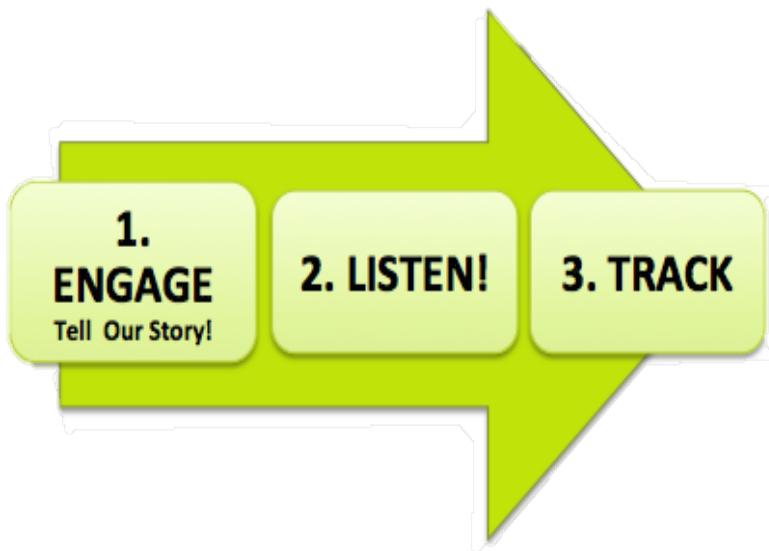 1.
ENGAGE
Tell Our Story!
2. LISTEN!
3. TRACK